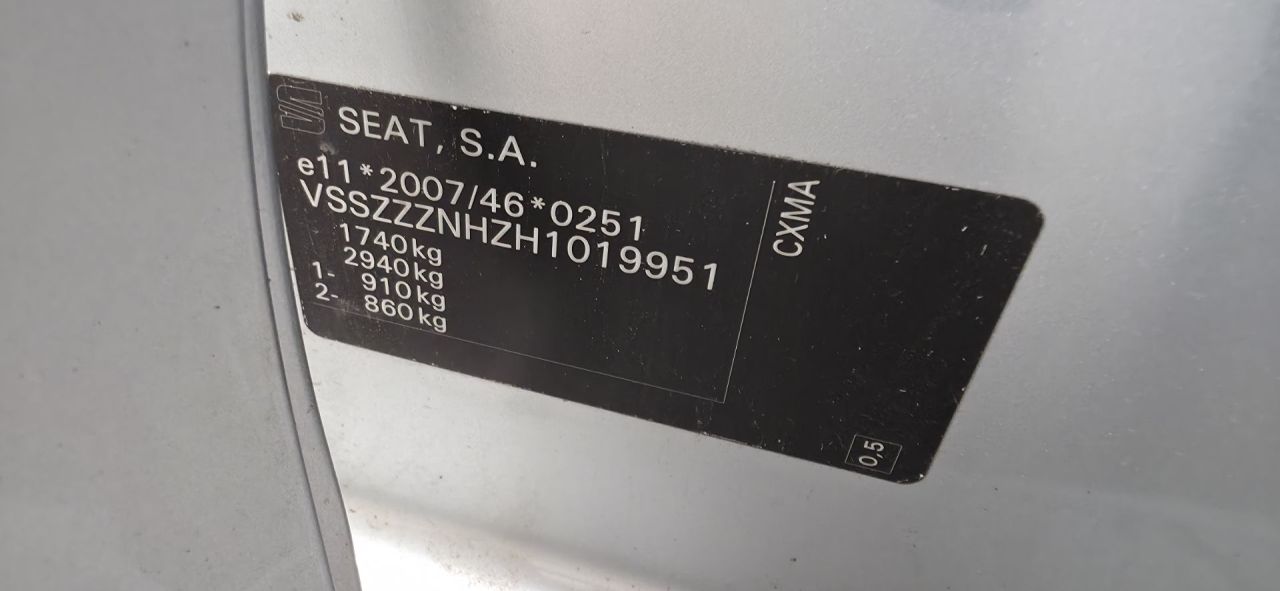 SEAT, S.A.
e11*2007/46*0251
VSSZZZNHZH1019951
1740kg
2940kg
1- 910kg
2- 860kg
CXMA
0,5